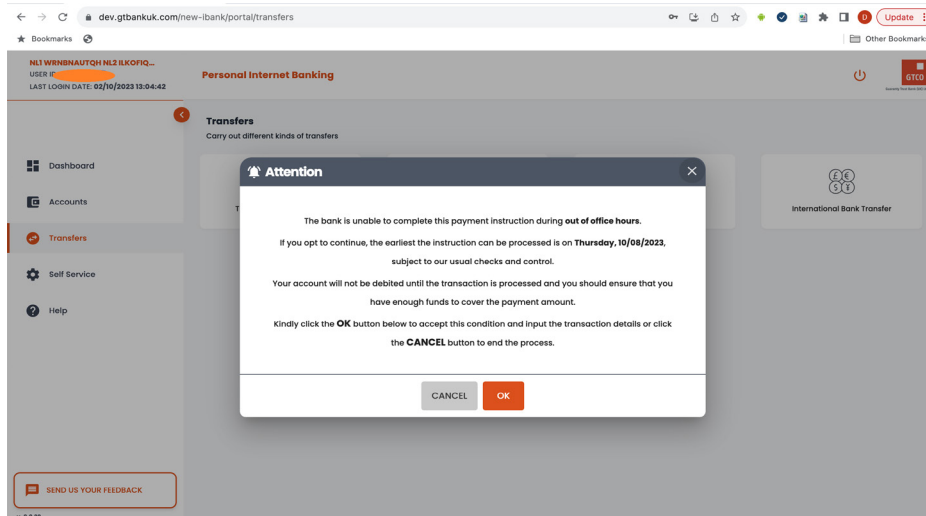 dev.gtbankuk.com/new-ibank/portal/transfers
Update
Bookmarks
Other Bookmarks
NL1 WRNBNAUTQH NL2 ILKOFIQ...
USER ID
LAST LOGIN DATE: 02/10/2023 13:04:42
Personal Internet Banking
GTCO
Transfers
Carry out different kinds of transfers
Dashboard
Accounts
Transfers
Self Service
Help
T
International Bank Transfer
Attention
The bank is unable to complete this payment instruction during out of office hours.
If you opt to continue, the earliest the instruction can be processed is on Thursday, 10/08/2023,
subject to our usual checks and control.
Your account will not be debited until the transaction is processed and you should ensure that you
have enough funds to cover the payment amount.
Kindly click the OK button below to accept this condition and input the transaction details or click
the CANCEL button to end the process.
CANCEL
OK
SEND US YOUR FEEDBACK